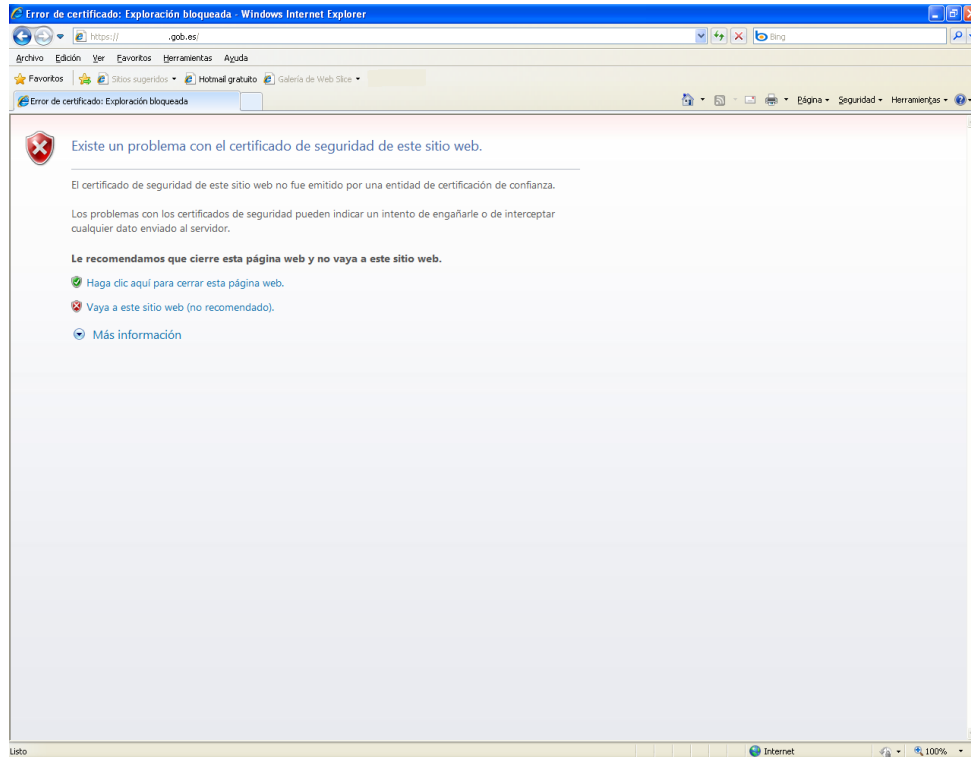 Error de certificado: Exploración bloqueada - Windows Internet Explorer
https:// .gob.es/
Bing
Archivo Edición Ver Favoritos Herramientas Ayuda
Favoritos Sitios sugeridos Hotmail gratuito Galería de Web Slice
Error de certificado: Exploración bloqueada
Página Seguridad Herramientas
Existe un problema con el certificado de seguridad de este sitio web.
El certificado de seguridad de este sitio web no fue emitido por una entidad de certificación de confianza.
Los problemas con los certificados de seguridad pueden indicar un intento de engañarle o de interceptar
cualquier dato enviado al servidor.
Le recomendamos que cierre esta página web y no vaya a este sitio web.
Haga clic aquí para cerrar esta página web.
Vaya a este sitio web (no recomendado).
Más información
Listo
Internet
100%